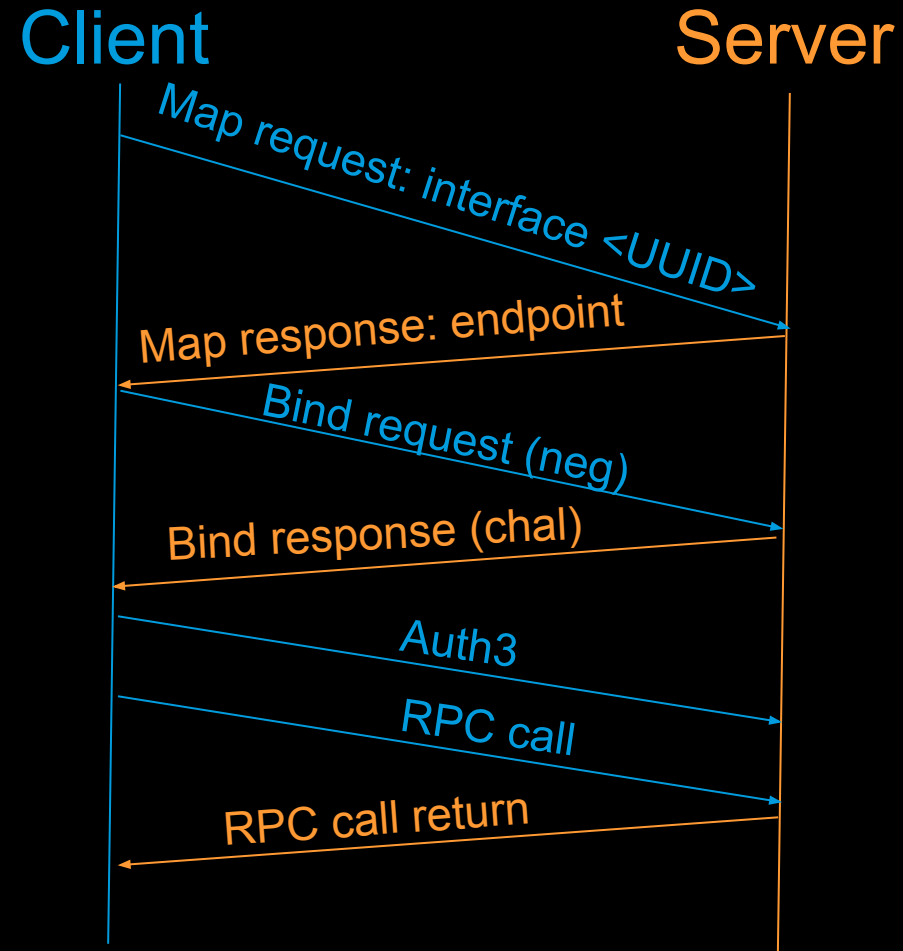 Client
Server
Map request: interface <UUID>
Map response: endpoint
Bind request (neg)
Bind response (chal)
Auth3
RPC call
RPC call return